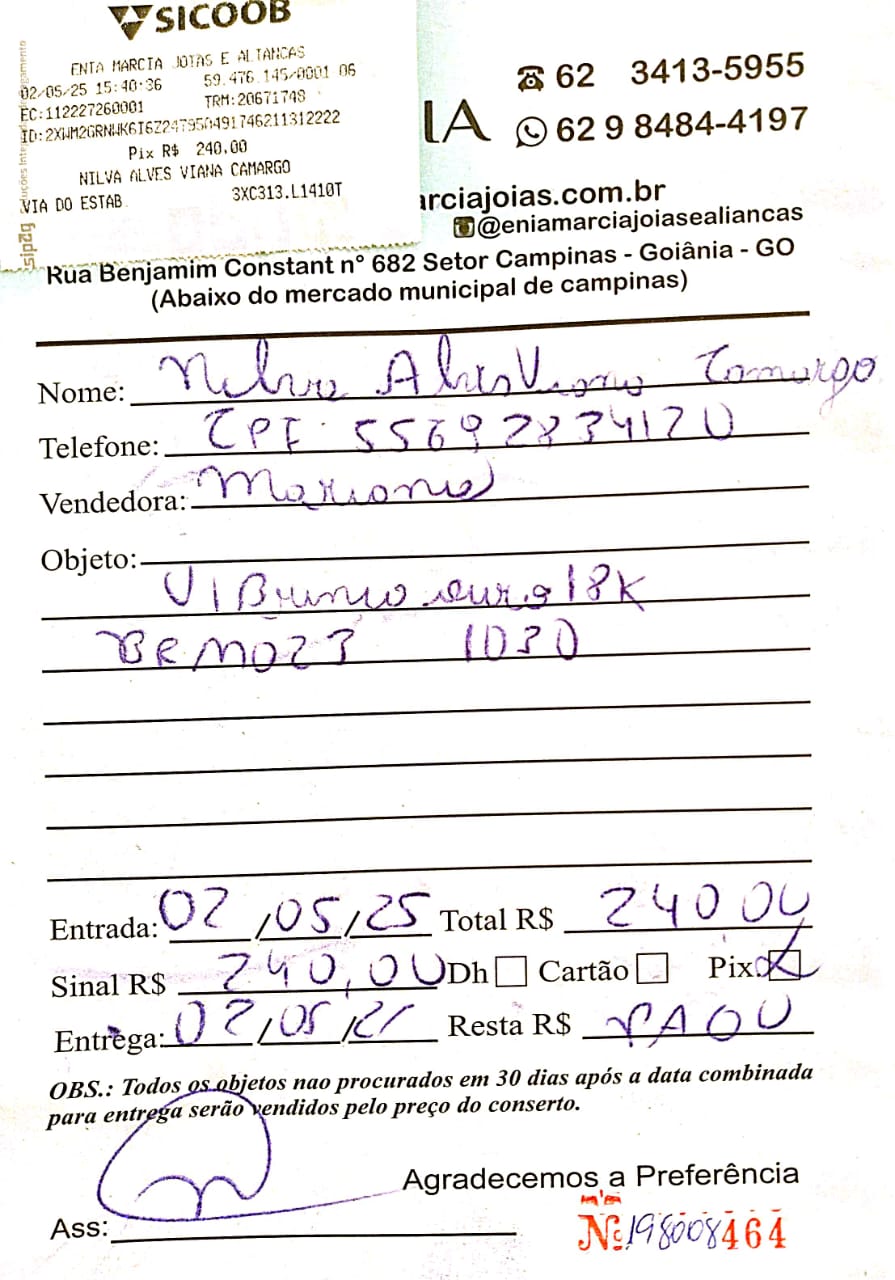 SICOOB
ENIA MARCIA JOIAS E ALIANCAS
02/05/25 15:40:36 59.476.145/0001 06
EC:112227260001 TRM:20671748
ID:2XWM2GRNWK6I6Z24795049174621131222​2
Pix R$ 240,00
NILVA ALVES VIANA CAMARGO
VIA DO ESTAB. 3XC313.L1410T
sipag
IA
62 3413-5955
62 9 8484-4197
arciajoias.com.br
@eniamarciajoiasealiancas
Rua Benjamim Constant n° 682 Setor Campinas - Goiânia - GO
(Abaixo do mercado municipal de campinas)
Nome: Nilva Alves Viana Camargo
Telefone: CPF 55692834120
Vendedora: Mariana
Objeto:
01 Brinco ouro 18K
BRM023 1030
Entrada: 02/05/25 Total R$ 240 00
Sinal R$ 240,00 Dh Cartão Pix X
Entrega: 02/05/25 Resta R$ PAGO
OBS.: Todos os objetos nao procurados em 30 dias após a data combinada
para entrega serão vendidos pelo preço do conserto.
Agradecemos a Preferência
Ass:
Nº 198008464